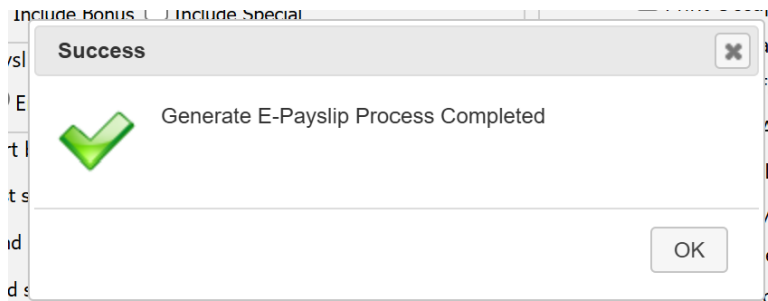 Include Bonus Include Special
Success
Generate E-Payslip Process Completed
OK